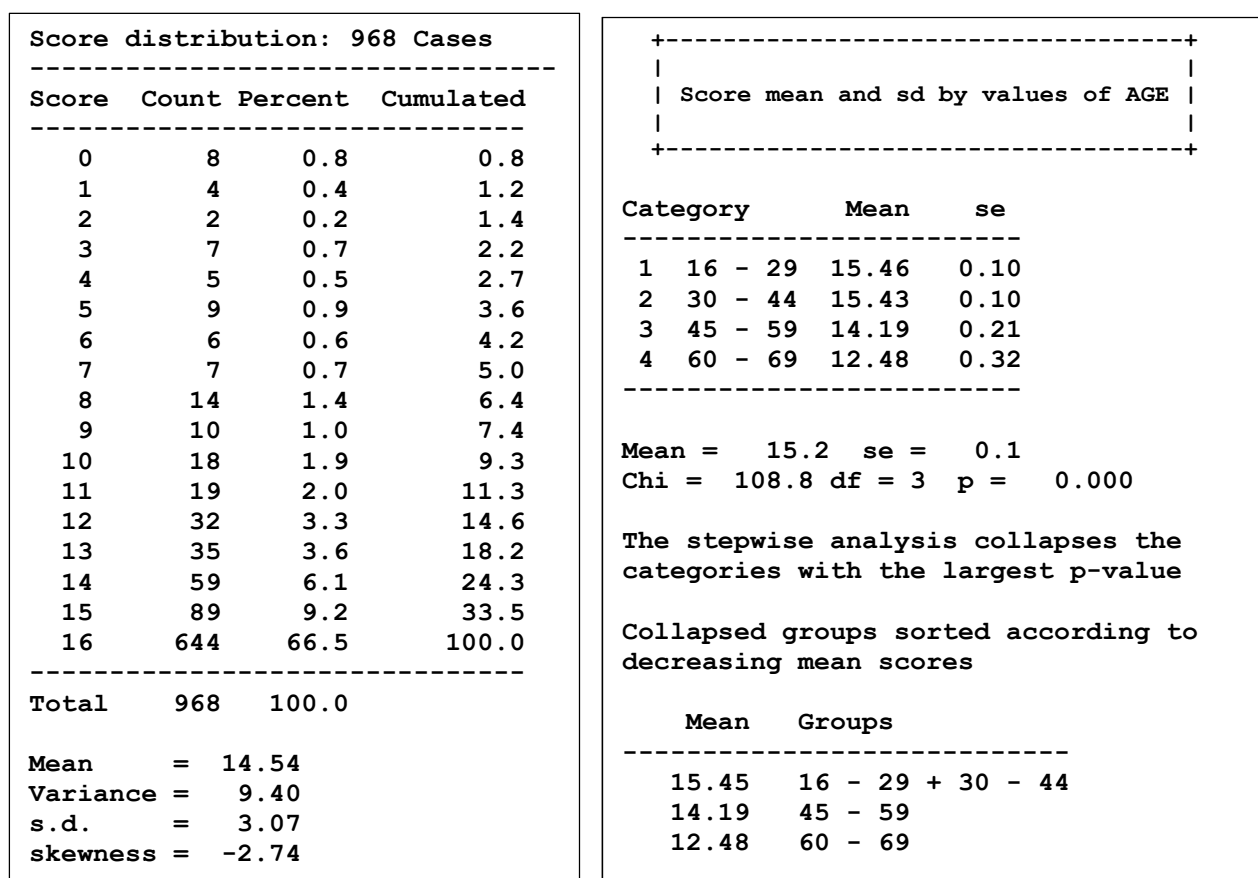 Score distribution: 968 Cases
---------------------------------
Score  Count Percent  Cumulated
-------------------------------
0  8  0.8  0.8
1  4  0.4  1.2
2  2  0.2  1.4
3  7  0.7  2.2
4  5  0.5  2.7
5  9  0.9  3.6
6  6  0.6  4.2
7  7  0.7  5.0
8  14  1.4  6.4
9  10  1.0  7.4
10  18  1.9  9.3
11  19  2.0  11.3
12  32  3.3  14.6
13  35  3.6  18.2
14  59  6.1  24.3
15  89  9.2  33.5
16  644  66.5  100.0
-------------------------------
Total  968  100.0
Mean = 14.54
Variance = 9.40
s.d. = 3.07
skewness = -2.74
+------------------------------------+
|                                    |
| Score mean and sd by values of AGE |
|                                    |
+------------------------------------+
Category  Mean  se
-------------------------
1  16 - 29  15.46  0.10
2  30 - 44  15.43  0.10
3  45 - 59  14.19  0.21
4  60 - 69  12.48  0.32
-------------------------
Mean = 15.2 se = 0.1
Chi = 108.8 df = 3 p = 0.000
The stepwise analysis collapses the
categories with the largest p-value
Collapsed groups sorted according to
decreasing mean scores
Mean  Groups
----------------------------
15.45  16 - 29 + 30 - 44
14.19  45 - 59
12.48  60 - 69